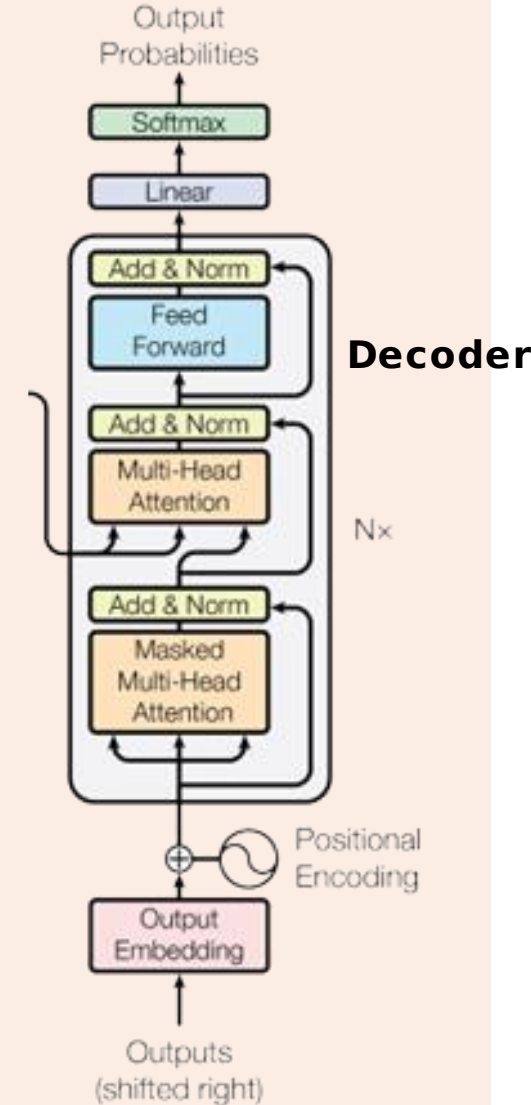 Output
Probabilities
Softmax
Linear
Add & Norm
Feed
Forward
Decoder
Add & Norm
Multi-Head
Attention
N×
Add & Norm
Masked
Multi-Head
Attention
Positional
Encoding
Output
Embedding
Outputs
(shifted right)